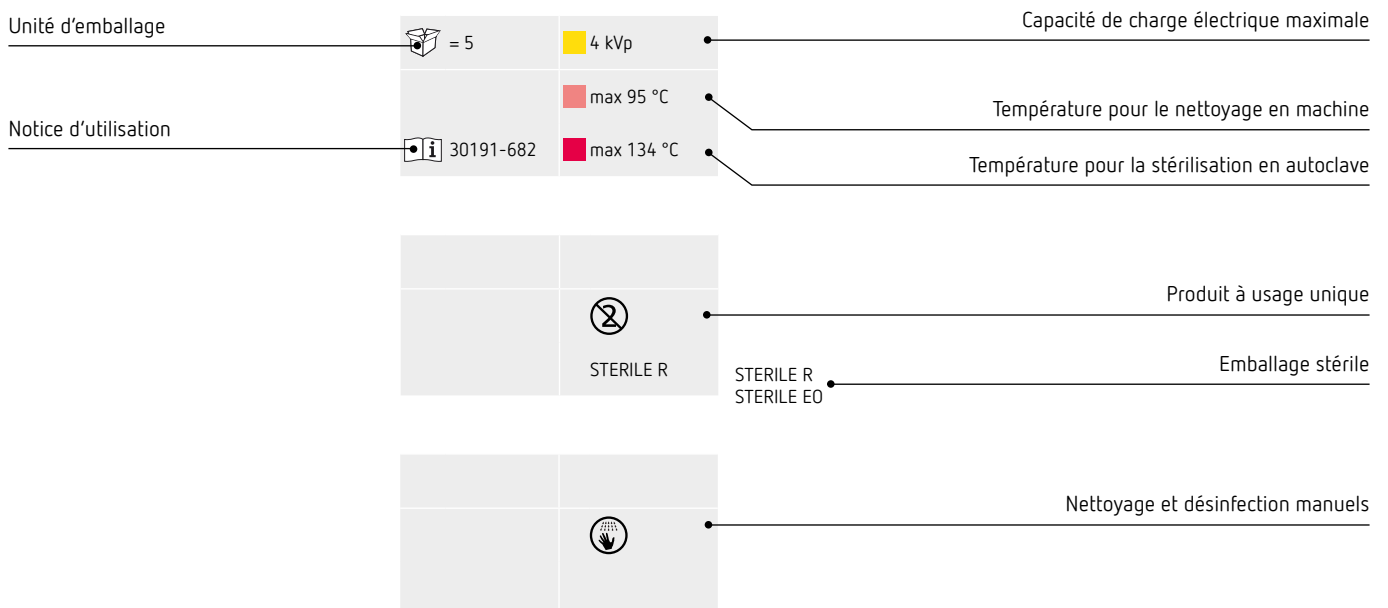 Unité d'emballage
= 5
4 kVp
Capacité de charge électrique maximale
max 95 °C
Température pour le nettoyage en machine
Notice d'utilisation
i 30191-682
max 134 °C
Température pour la stérilisation en autoclave
2
Produit à usage unique
STERILE R
STERILE R
STERILE EO
Emballage stérile
Nettoyage et désinfection manuels